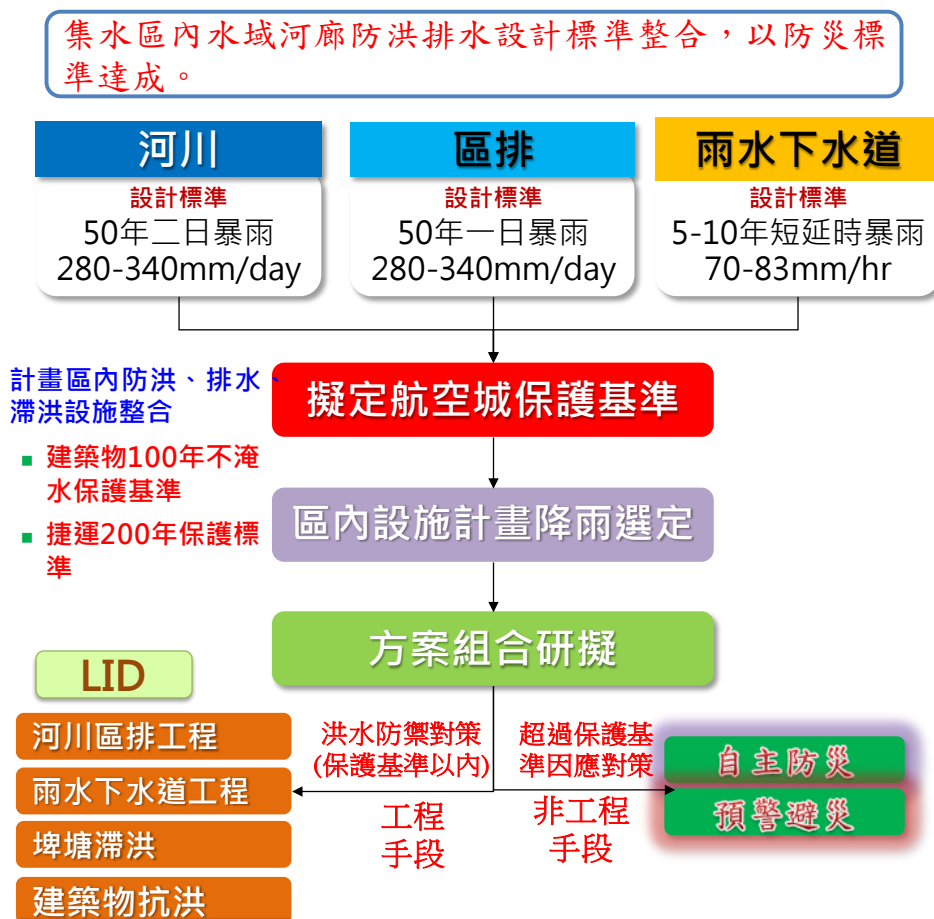 集水區內水域河廊防洪排水設計標準整合，以防災標
準達成。
河川
設計標準
50年二日暴雨
280-340mm/day
區排
設計標準
50年一日暴雨
280-340mm/day
雨水下水道
設計標準
5-10年短延時暴雨
70-83mm/hr
計畫區內防洪、排水、
滯洪設施整合
▪ 建築物100年不淹
水保護基準
▪ 捷運200年保護標
準
擬定航空城保護基準
區內設施計畫降雨選定
方案組合研擬
LID
河川區排工程
雨水下水道工程
埤塘滯洪
建築物抗洪
洪水防禦對策
(保護基準以內)
工程
手段
超過保護基
準因應對策
非工程
手段
自主防災
預警避災